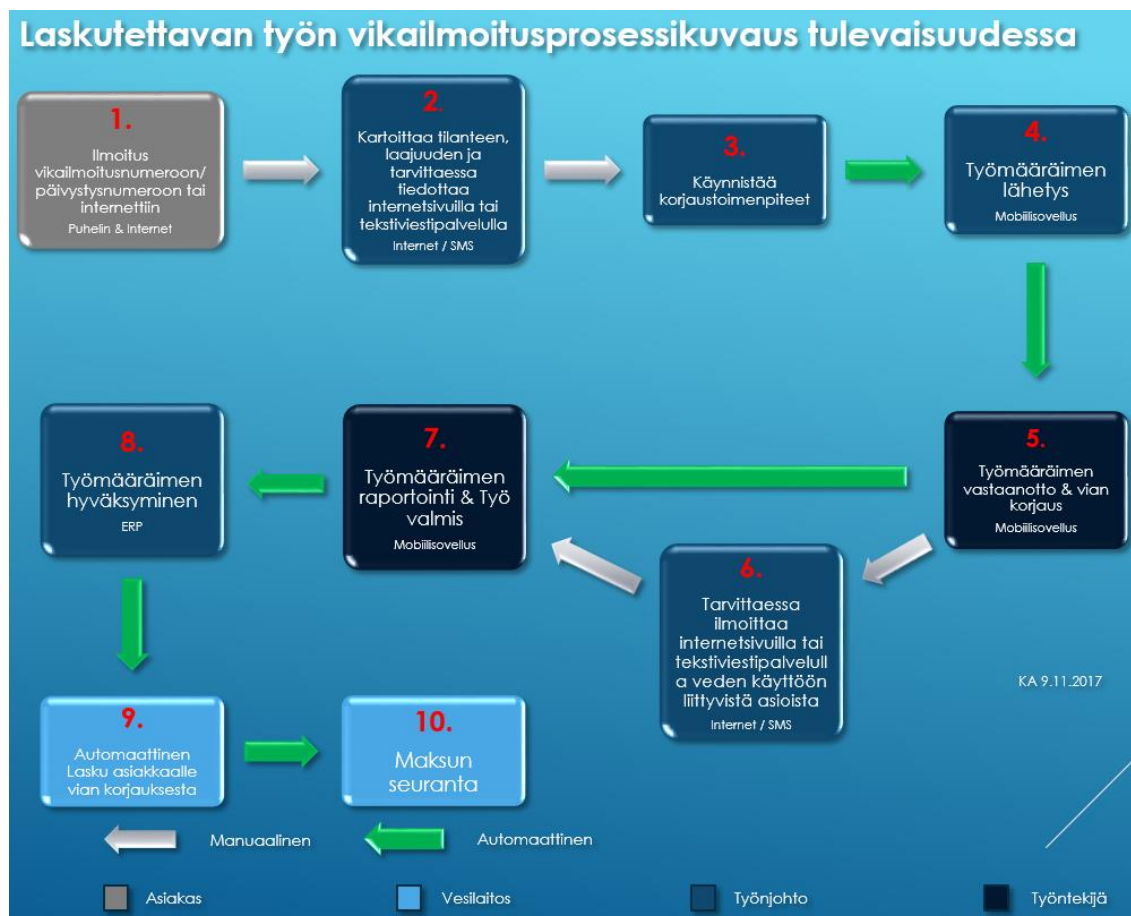 Laskutettavan työn vikailmoitusprosessikuvaus tulevaisuudessa
1.
Ilmoitus
vikailmoitusnumeroon/
päivystysnumeroon tai
internettiin
Puhelin & Internet
2.
Kartoittaa tilanteen,
laajuuden ja
tarvittaessa
tiedottaa
internetsivuilla tai
tekstiviestipalvelulla
Internet / SMS
3.
Käynnistää
korjaustoimenpiteet
4.
Työmääräimen
lähetys
Mobiilisovellus
5.
Työmääräimen
vastaanotto & vian
korjaus
Mobiilisovellus
6.
Tarvittaessa
ilmoittaa
internetsivuilla tai
tekstiviestipalvelull
a veden käyttöön
liittyvistä asioista
Internet / SMS
7.
Työmääräimen
raportointi & Työ
valmis
Mobiilisovellus
8.
Työmääräimen
hyväksyminen
ERP
9.
Automaattinen
Lasku asiakkaalle
vian korjauksesta
10.
Maksun
seuranta
KA 9.11.2017
Manuaalinen
Automaattinen
Asiakas
Vesilaitos
Työnjohto
Työntekijä